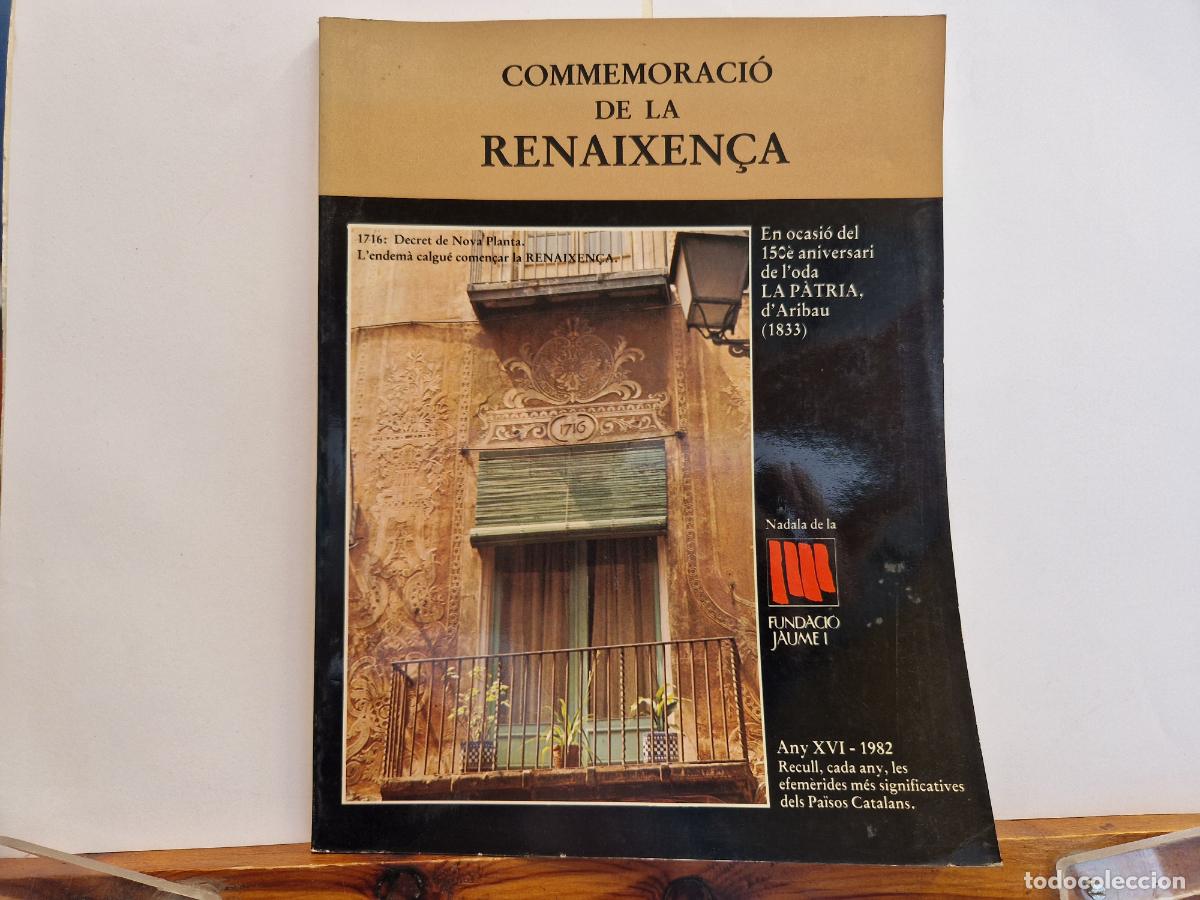 COMMEMORACIÓ
DE LA
RENAIXENÇA
1716: Decret de Nova Planta.
L'endemà calgué començar la RENAIXENÇA.
En ocasió del
150è aniversari
de l'oda
LA PÀTRIA,
d'Aribau
(1833)
1716
Nadala de la
FUNDACIÓ
JAUME I
Any XVI - 1982
Recull, cada any, les
efemèrides més significatives
dels Països Catalans.
todocoleccion